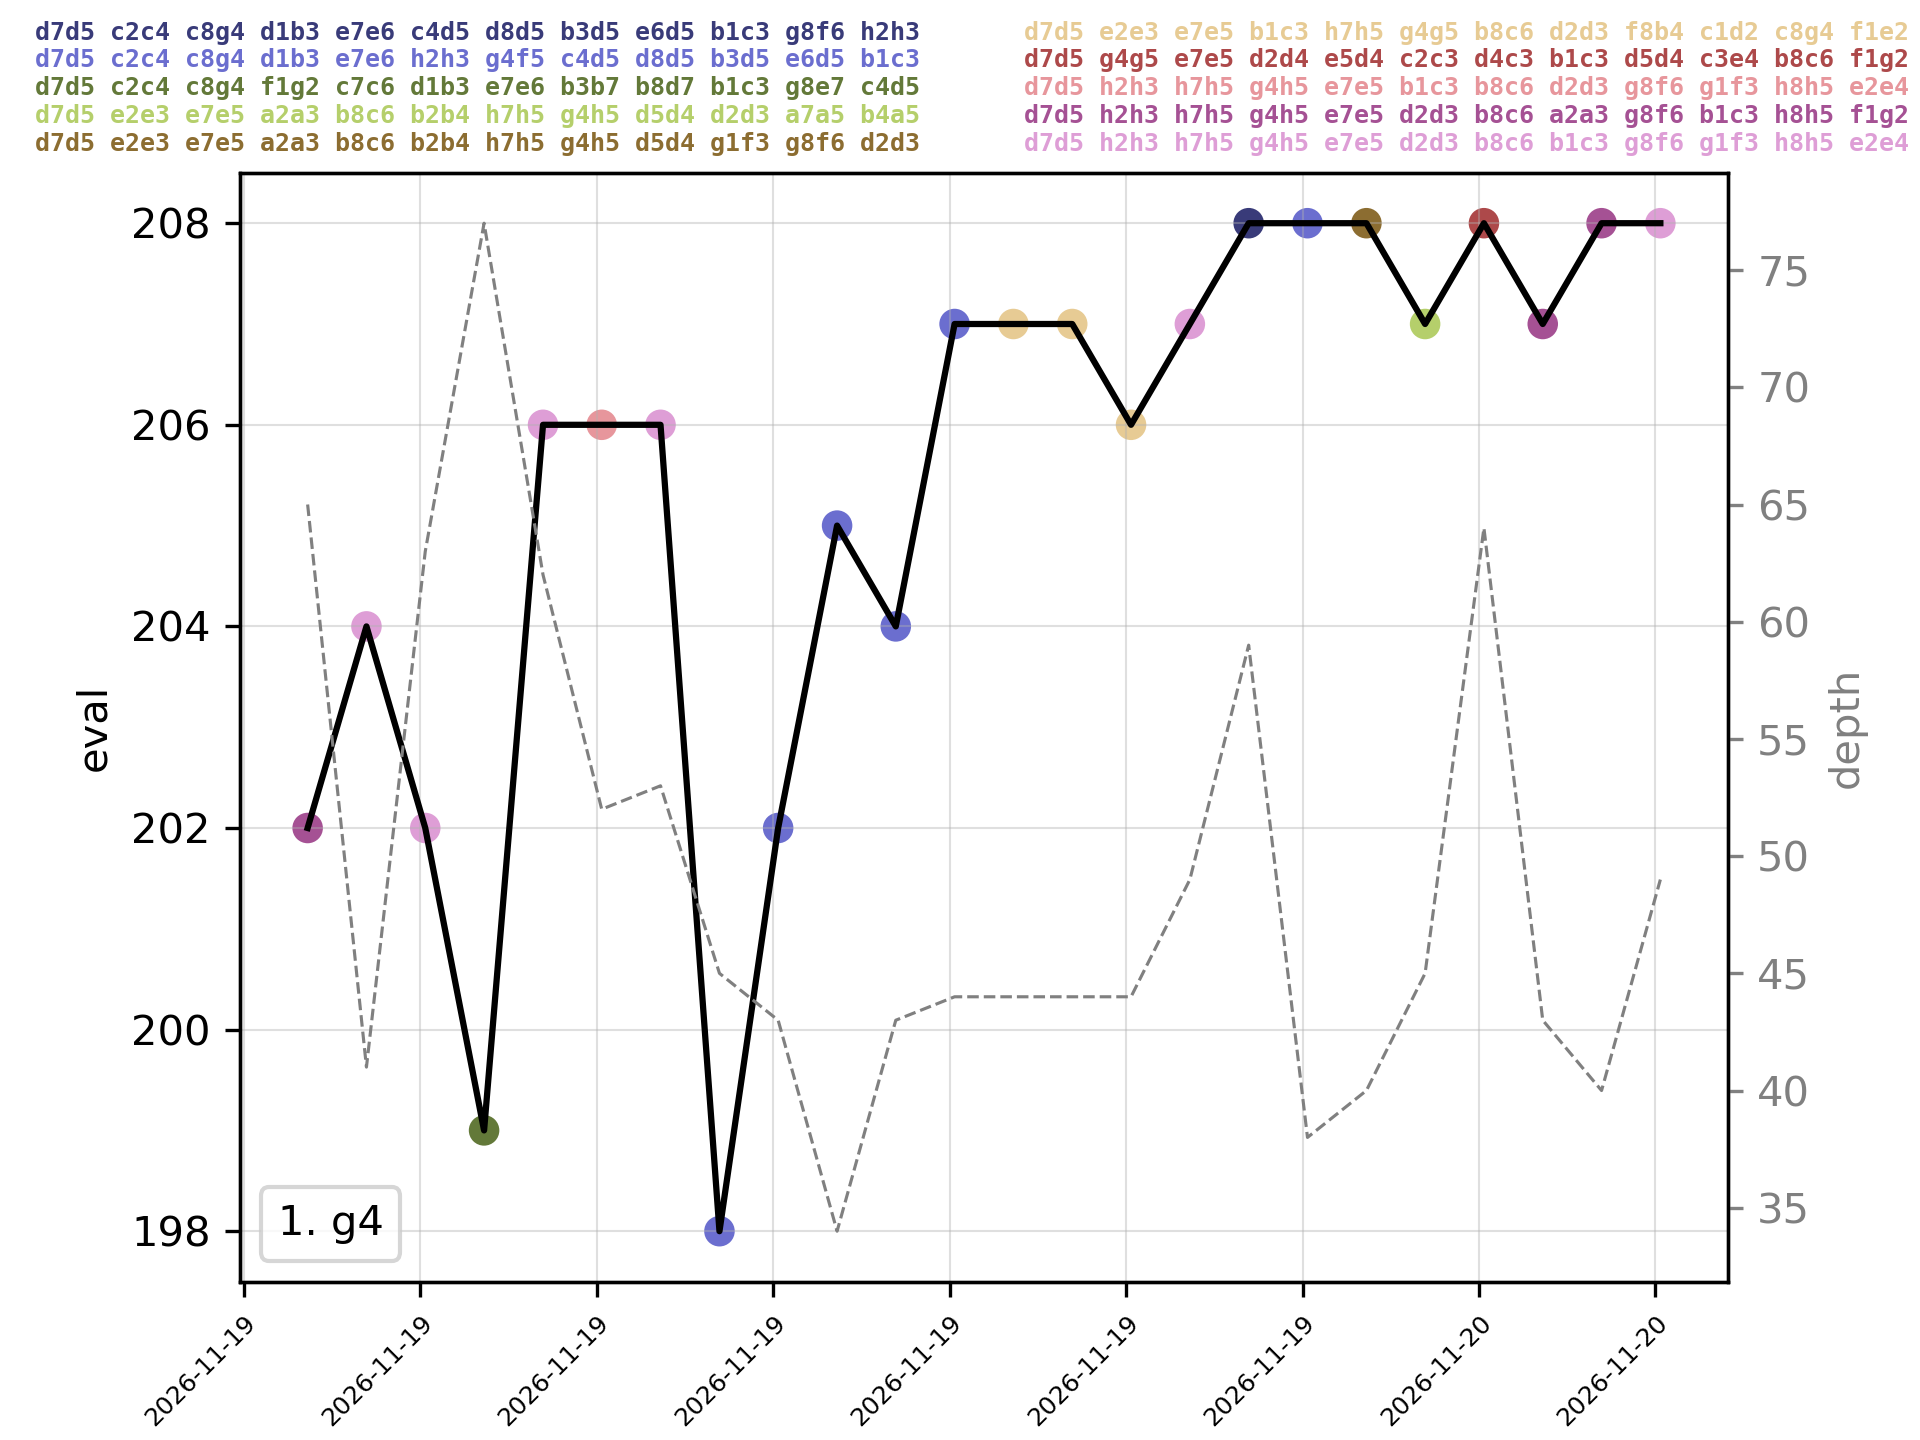 d7d5 c2c4 c8g4 d1b3 e7e6 c4d5 d8d5 b3d5 e6d5 b1c3 g8f6 h2h3
d7d5 c2c4 c8g4 d1b3 e7e6 h2h3 g4f5 c4d5 d8d5 b3d5 e6d5 b1c3
d7d5 c2c4 c8g4 f1g2 c7c6 d1b3 e7e6 b3b7 b8d7 b1c3 g8e7 c4d5
d7d5 e2e3 e7e5 a2a3 b8c6 b2b4 h7h5 g4h5 d5d4 d2d3 a7a5 b4a5
d7d5 e2e3 e7e5 a2a3 b8c6 b2b4 h7h5 g4h5 d5d4 g1f3 g8f6 d2d3
d7d5 e2e3 e7e5 b1c3 h7h5 g4g5 b8c6 d2d3 f8b4 c1d2 c8g4 f1e2
d7d5 g4g5 e7e5 d2d4 e5d4 c2c3 d4c3 b1c3 d5d4 c3e4 b8c6 f1g2
d7d5 h2h3 h7h5 g4h5 e7e5 b1c3 b8c6 d2d3 g8f6 g1f3 h8h5 e2e4
d7d5 h2h3 h7h5 g4h5 e7e5 d2d3 b8c6 a2a3 g8f6 b1c3 h8h5 f1g2
d7d5 h2h3 h7h5 g4h5 e7e5 d2d3 b8c6 b1c3 g8f6 g1f3 h8h5 e2e4
208
206
204
202
200
198
eval
75
70
65
60
55
50
45
40
35
depth
1. g4
2026-11-19
2026-11-19
2026-11-19
2026-11-19
2026-11-19
2026-11-19
2026-11-19
2026-11-20
2026-11-20